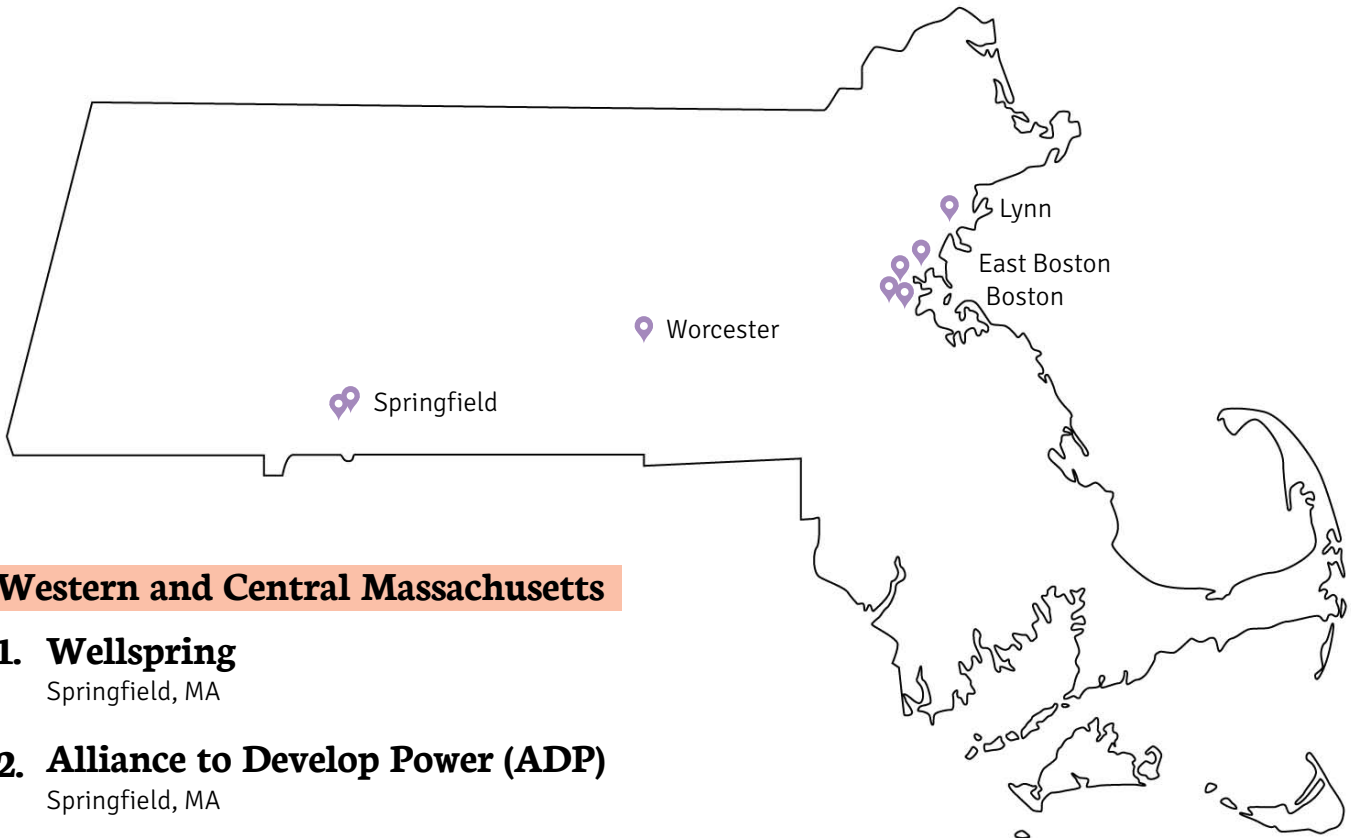 Lynn
East Boston
Boston
Worcester
Springfield
Western and Central Massachusetts
1. Wellspring
Springfield, MA
2. Alliance to Develop Power (ADP)
Springfield, MA